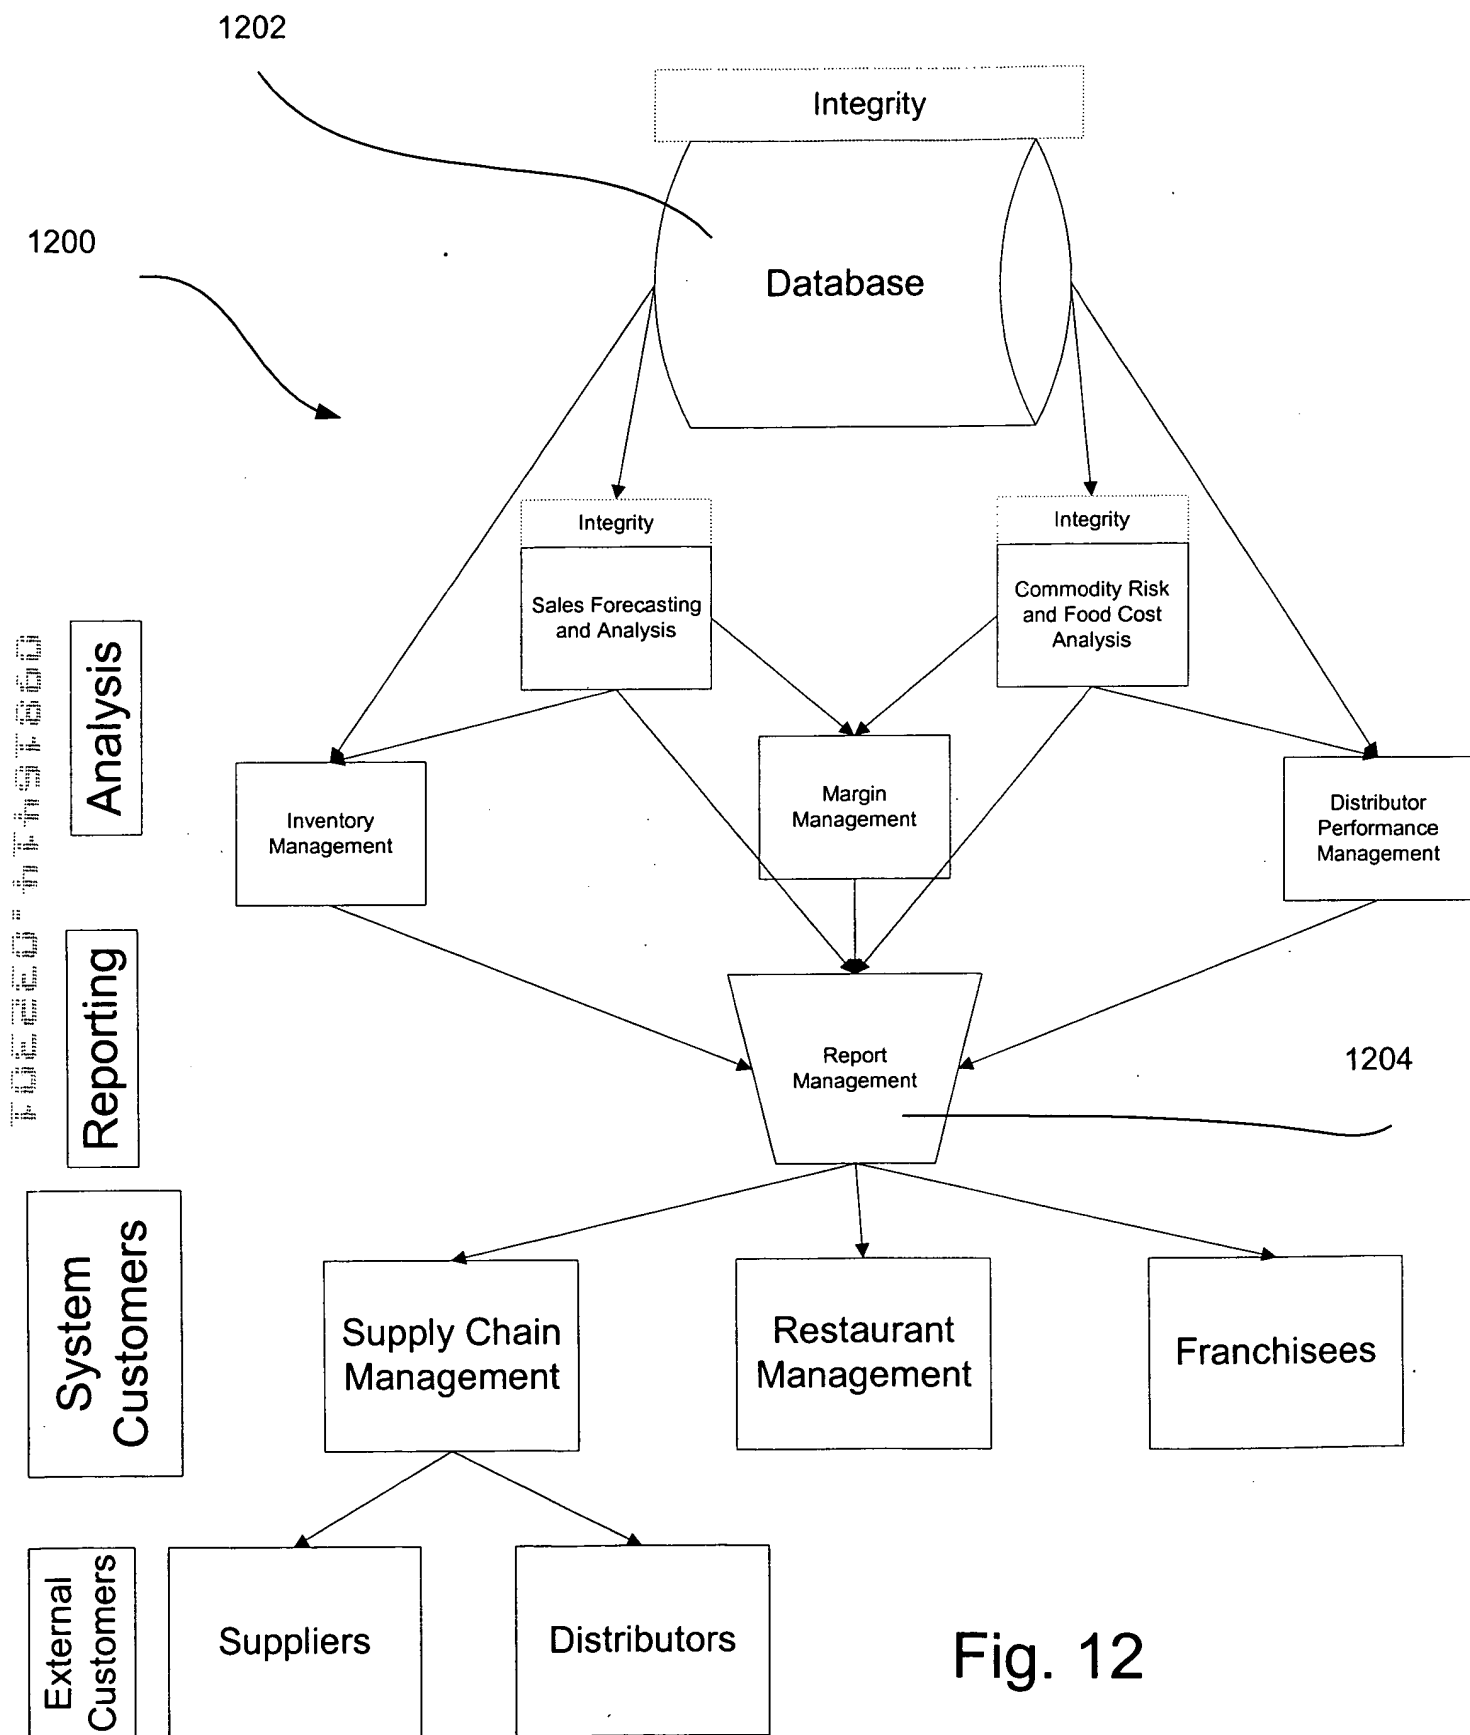 1202
Integrity
1200
Database
Integrity
Integrity
Sales Forecasting
and Analysis
Commodity Risk
and Food Cost
Analysis
Analysis
Inventory
Management
Margin
Management
Distributor
Performance
Management
Reporting
Report
Management
1204
System
Customers
Supply Chain
Management
Restaurant
Management
Franchisees
External
Customers
Suppliers
Distributors
Fig. 12